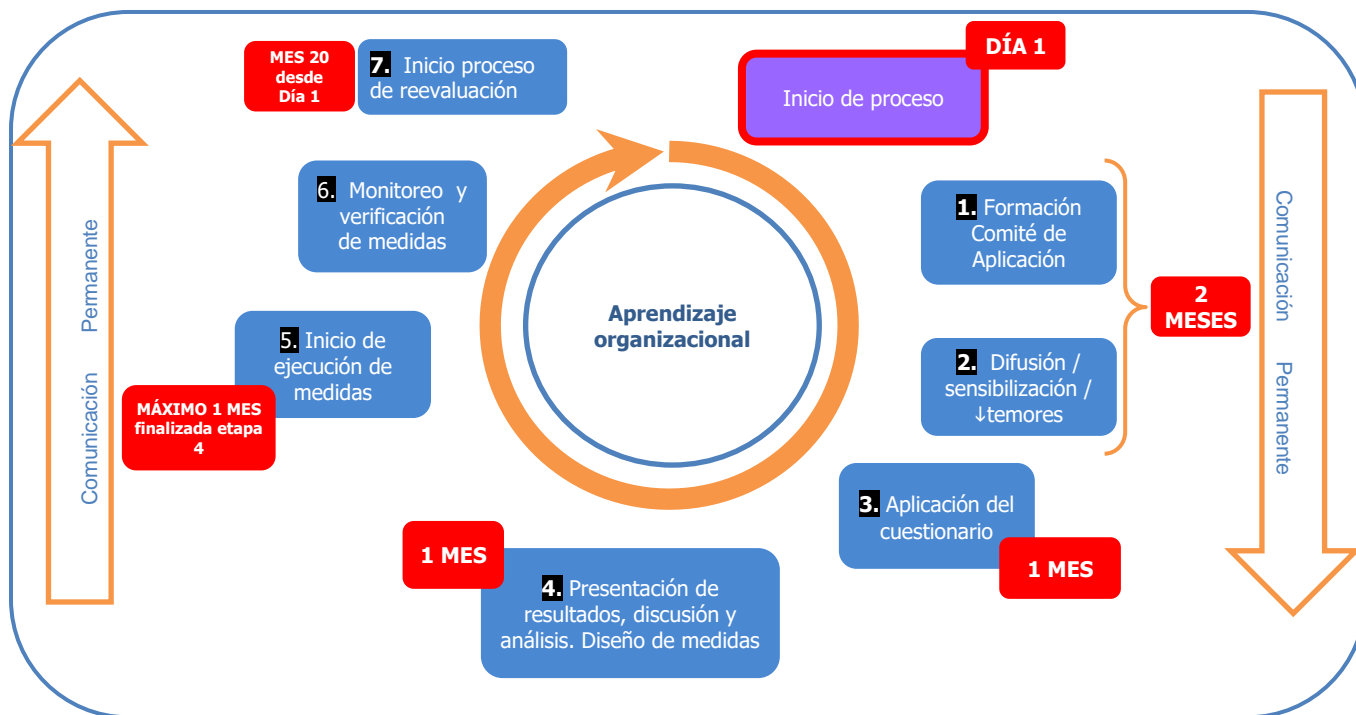 DÍA 1
Inicio de proceso
1. Formación
Comité de
Aplicación
2. Difusión /
sensibilización /
↓temores
2
MESES
3. Aplicación del
cuestionario
1 MES
4. Presentación de
resultados, discusión y
análisis. Diseño de medidas
1 MES
5. Inicio de
ejecución de
medidas
MÁXIMO 1 MES
finalizada etapa
4
6. Monitoreo y
verificación
de medidas
7. Inicio proceso
de reevaluación
MES 20
desde
Día 1
Aprendizaje
organizacional
Comunicación Permanente
Comunicación Permanente